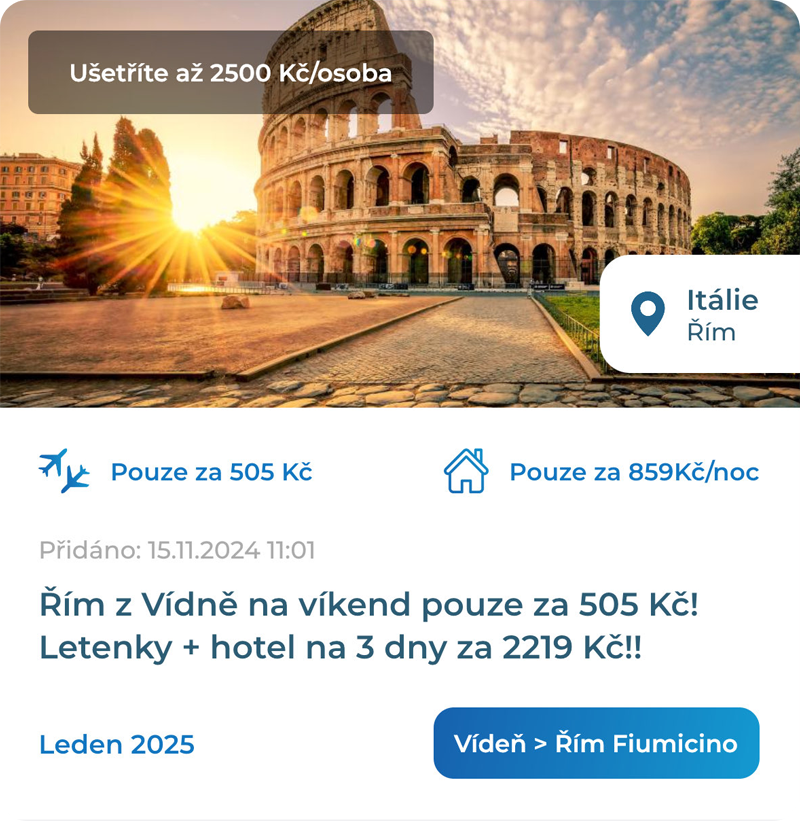 Ušetříte až 2500 Kč/osoba
Itálie
Řím
Pouze za 505 Kč
Pouze za 859Kč/noc
Přidáno: 15.11.2024 11:01
Řím z Vídně na víkend pouze za 505 Kč!
Letenky + hotel na 3 dny za 2219 Kč!!
Leden 2025
Vídeň > Řím Fiumicino